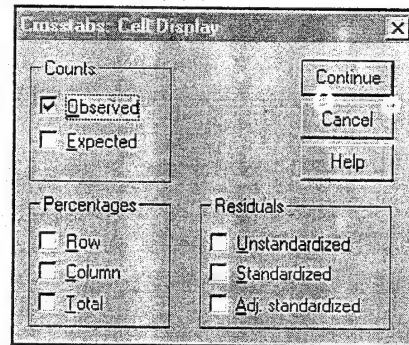 Crosstabs: Cell Display
Counts
Observed
Expected
Continue
Cancel
Help
Percentages
Row
Column
Total
Residuals
Unstandardized
Standardized
Adj. standardized